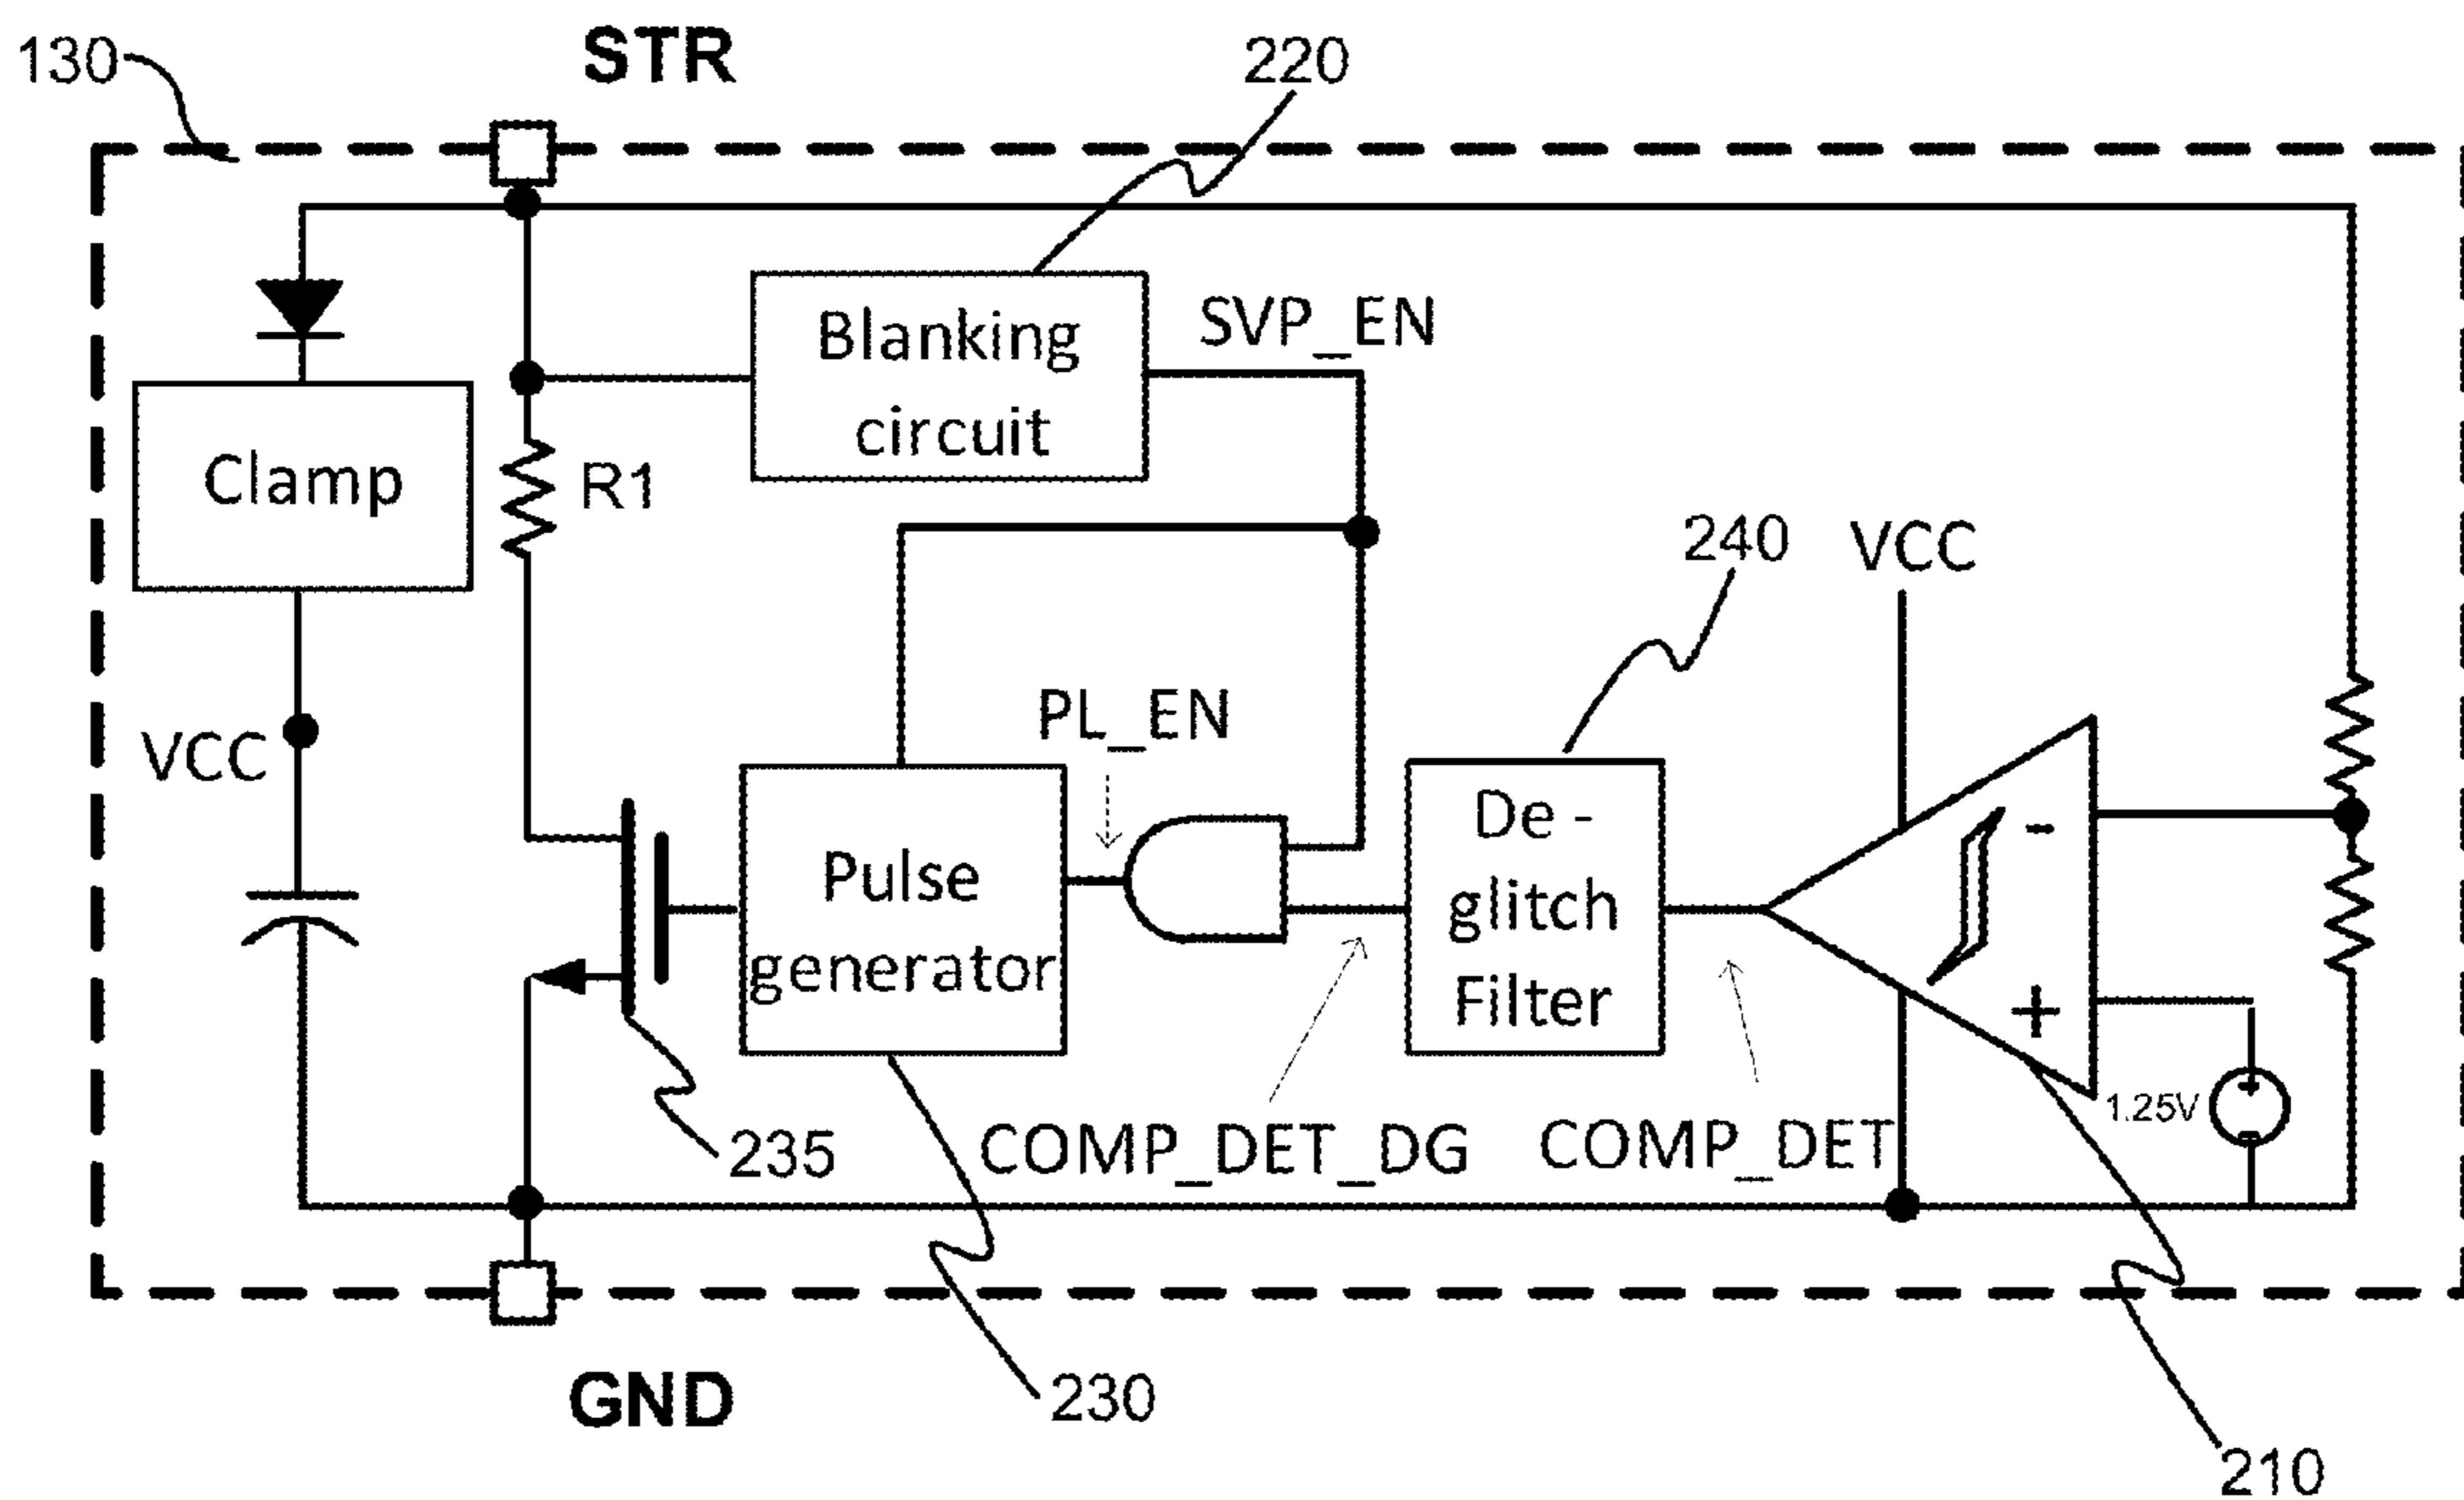 130
STR
220
Blanking
circuit
SVP_EN
Clamp
R1
240
VCC
PL_EN
VCC
De -
glitch
Filter
-
+
Pulse
generator
1.25V
235
COMP_DET_DG
COMP_DET
GND
230
210